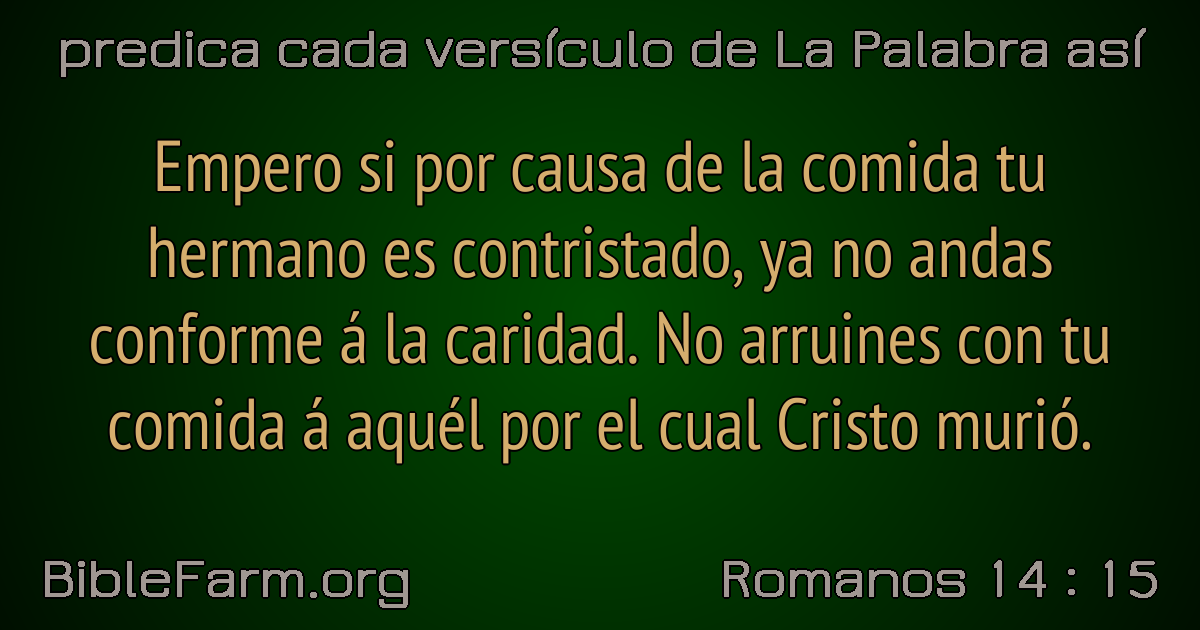 predica cada versículo de La Palabra así
Empero si por causa de la comida tu
hermano es contristado, ya no andas
conforme á la caridad. No arruines con tu
comida á aquél por el cual Cristo murió.
BibleFarm.org
Romanos 14 : 15